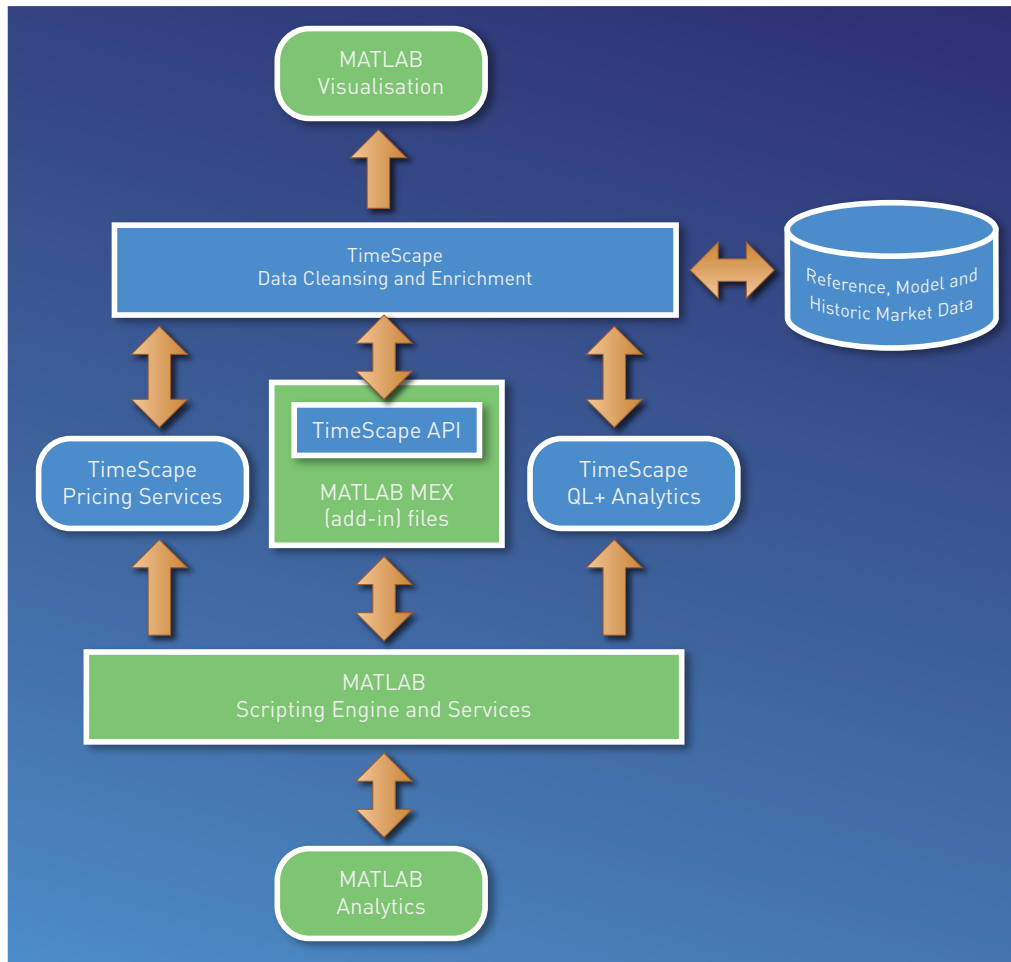 MATLAB
Visualisation
TimeScape
Data Cleansing and Enrichment
Reference, Model and
Historic Market Data
TimeScape API
TimeScape
Pricing Services
MATLAB MEX
(add-in) files
TimeScape
QL+ Analytics
MATLAB
Scripting Engine and Services
MATLAB
Analytics